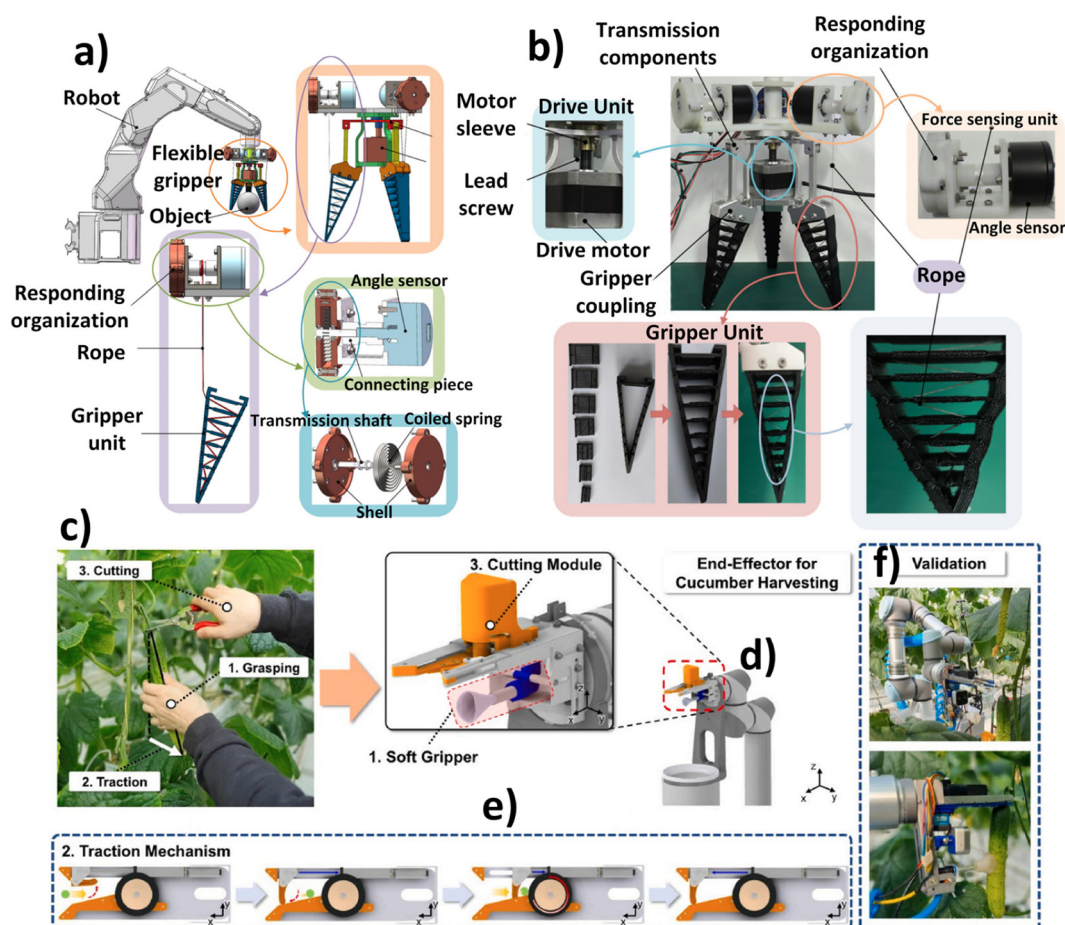 a)
Robot
Flexible
gripper
Object
Motor
sleeve
Lead
screw
Responding
organization
Rope
Gripper
unit
Angle sensor
Connecting piece
Transmission shaft
Coiled spring
Shell
b)
Transmission
components
Responding
organization
Drive Unit
Drive motor
Gripper
coupling
Force sensing unit
Angle sensor
Rope
Gripper Unit
c)
3. Cutting
1. Grasping
2. Traction
3. Cutting Module
1. Soft Gripper
z
x
y
End-Effector for
Cucumber Harvesting
d)
z
x
y
e)
2. Traction Mechanism
y
x
y
x
y
x
y
x
f)
Validation